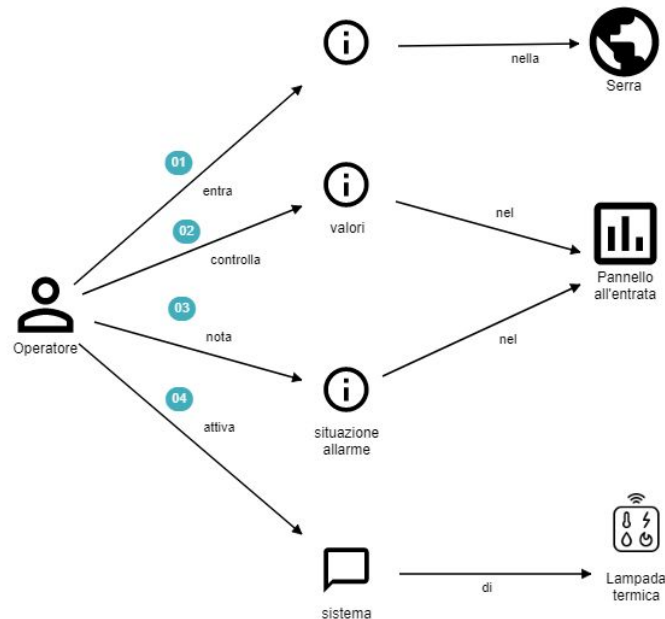 nella
Serra
01
entra
02
controlla
valori
nel
Pannello
all'entrata
Operatore
03
nota
nel
situazione
allarme
04
attiva
sistema
di
Lampada
termica